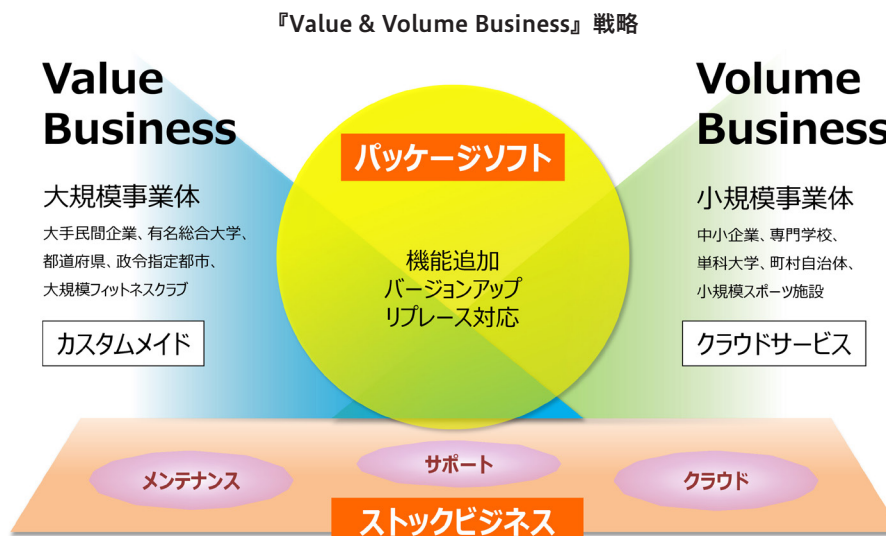 『Value & Volume Business』戦略
Value
Business
大規模事業体
大手民間企業、有名総合大学、
都道府県、政令指定都市、
大規模フィットネスクラブ
カスタムメイド
パッケージソフト
機能追加
バージョンアップ
リプレース対応
Volume
Business
小規模事業体
中小企業、専門学校、
単科大学、町村自治体、
小規模スポーツ施設
クラウドサービス
メンテナンス
サポート
クラウド
ストックビジネス